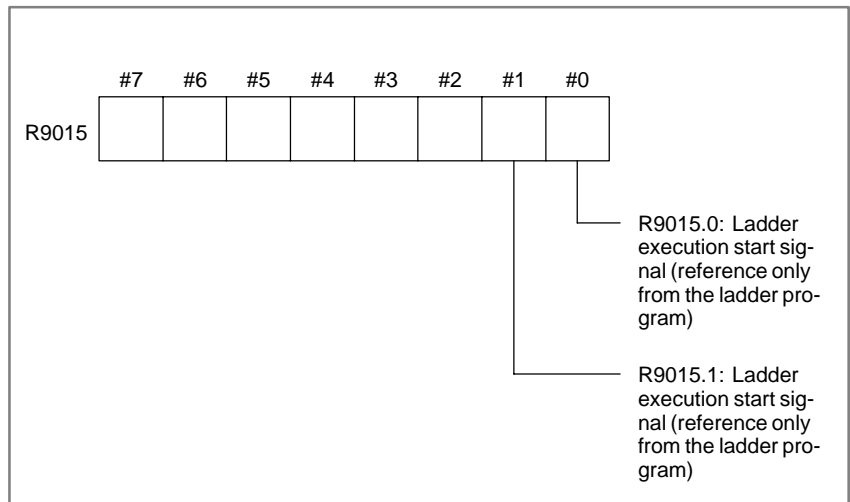 #7 #6 #5 #4 #3 #2 #1 #0
R9015
R9015.0: Ladder
execution start sig-
nal (reference only
from the ladder pro-
gram)
R9015.1: Ladder
execution start sig-
nal (reference only
from the ladder pro-
gram)